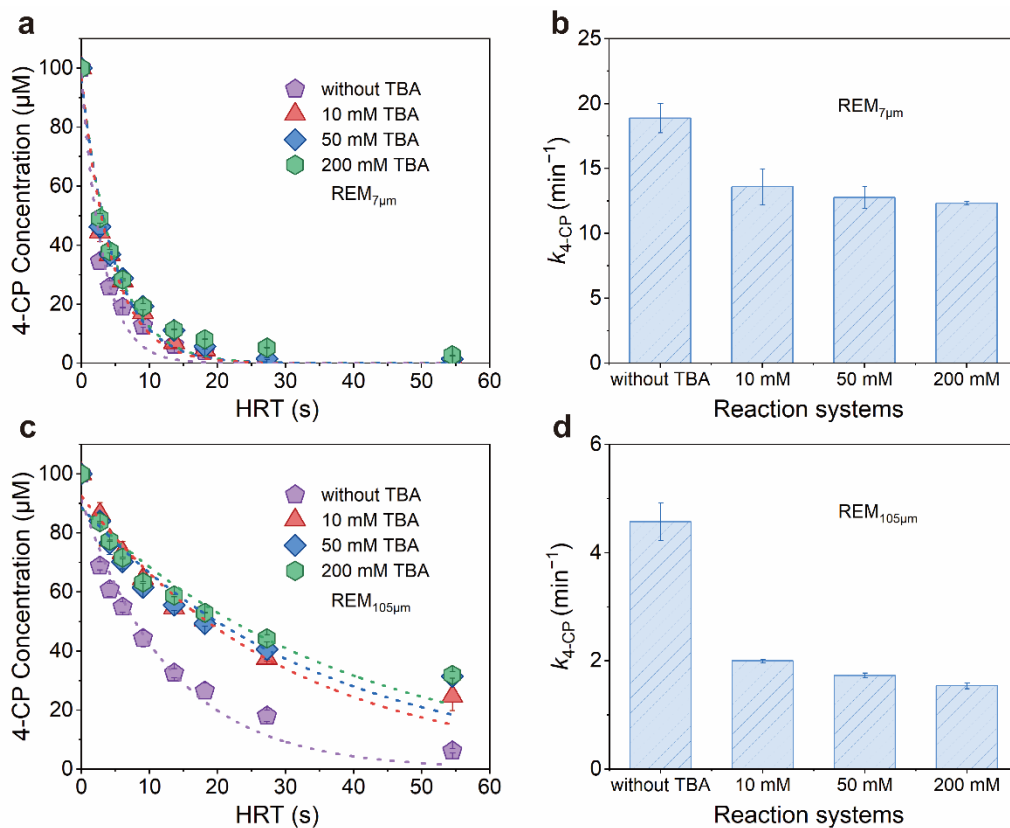 a
4-CP Concentration (µM)
100
80
60
40
20
0
without TBA
10 mM TBA
50 mM TBA
200 mM TBA
REM7µm
0 10 20 30 40 50 60
HRT (s)
b
k4-CP (min⁻¹)
25
20
15
10
5
0
REM7µm
without TBA 10 mM 50 mM 200 mM
Reaction systems
c
4-CP Concentration (µM)
100
80
60
40
20
0
without TBA
10 mM TBA
50 mM TBA
200 mM TBA
REM105µm
0 10 20 30 40 50 60
HRT (s)
d
k4-CP (min⁻¹)
6
4
2
0
REM105µm
without TBA 10 mM 50 mM 200 mM
Reaction systems